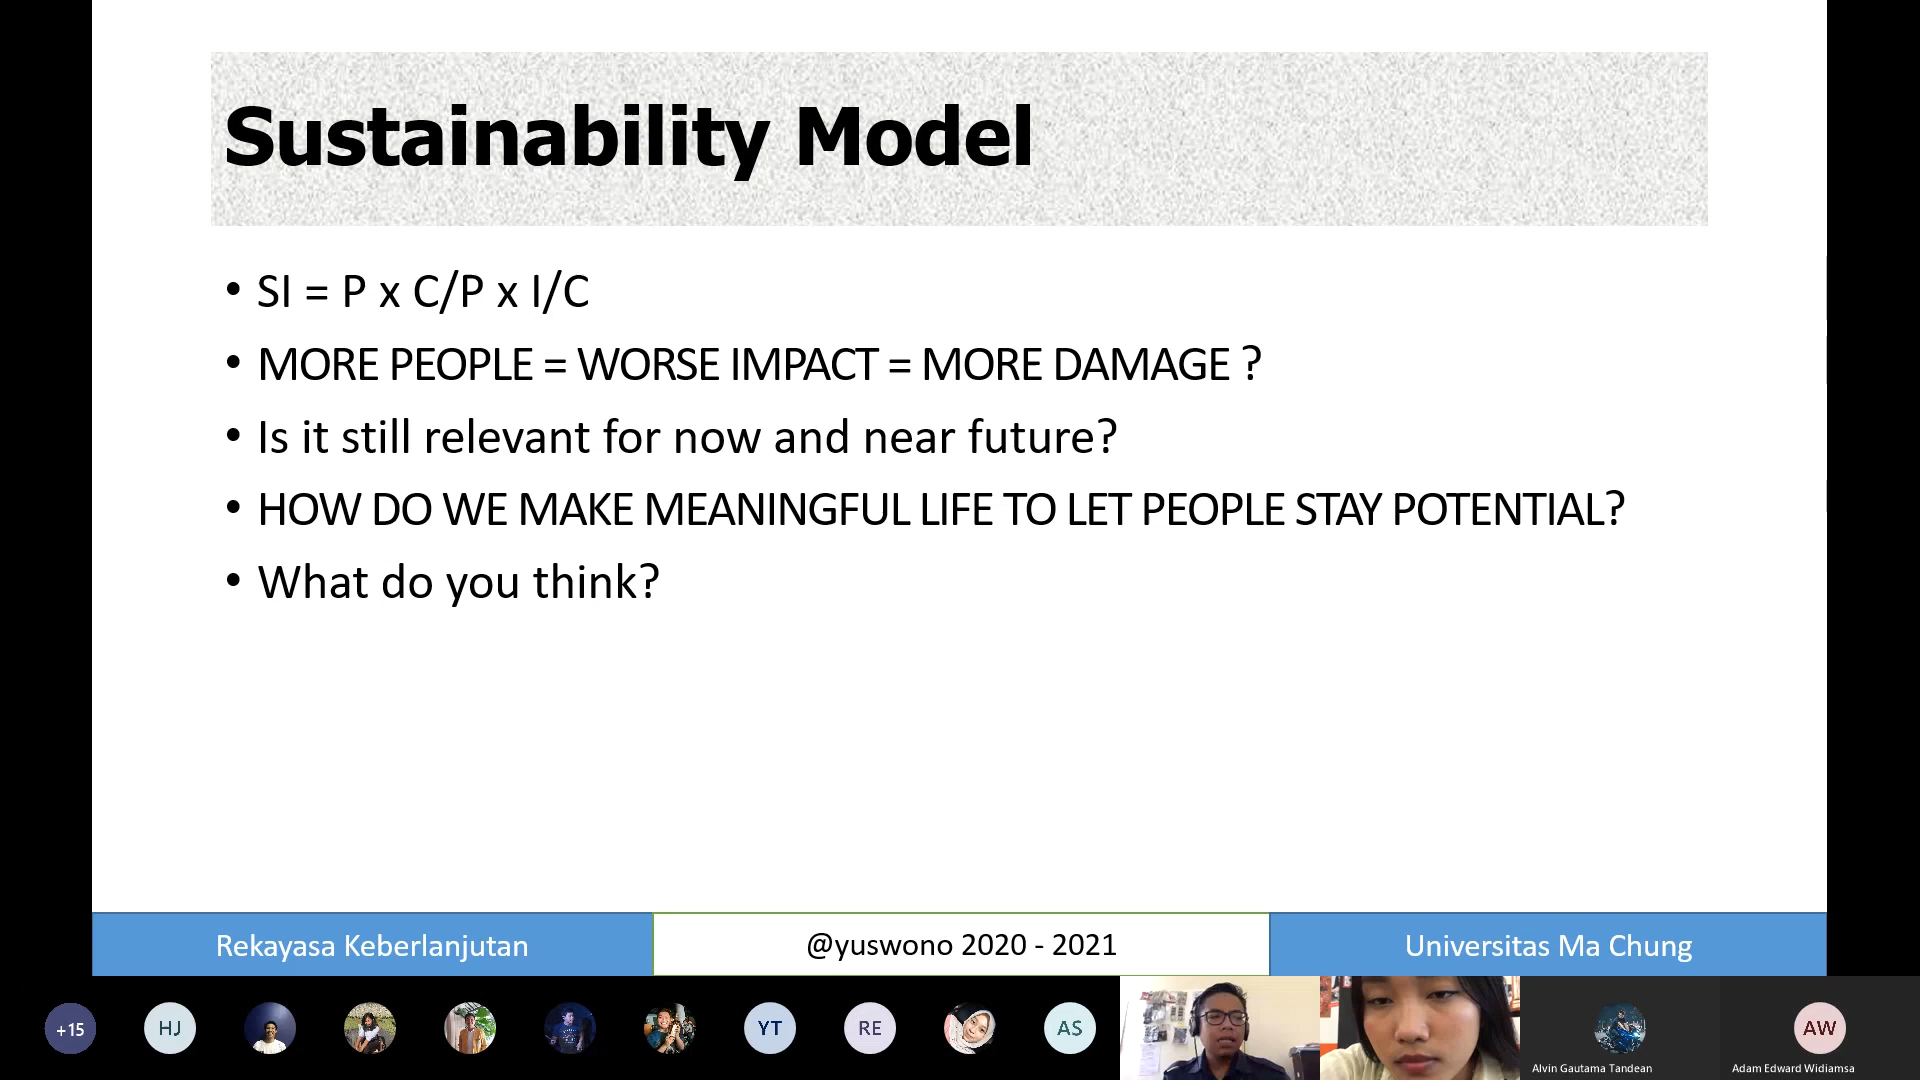 Sustainability Model
• SI = P x C/P x I/C
• MORE PEOPLE = WORSE IMPACT = MORE DAMAGE ?
• Is it still relevant for now and near future?
• HOW DO WE MAKE MEANINGFUL LIFE TO LET PEOPLE STAY POTENTIAL?
• What do you think?
Rekayasa Keberlanjutan
@yuswono 2020 - 2021
Universitas Ma Chung
+15
HJ
YT
RE
AS
AW
Alvin Gautama Tandean
Adam Edward Widiamsa